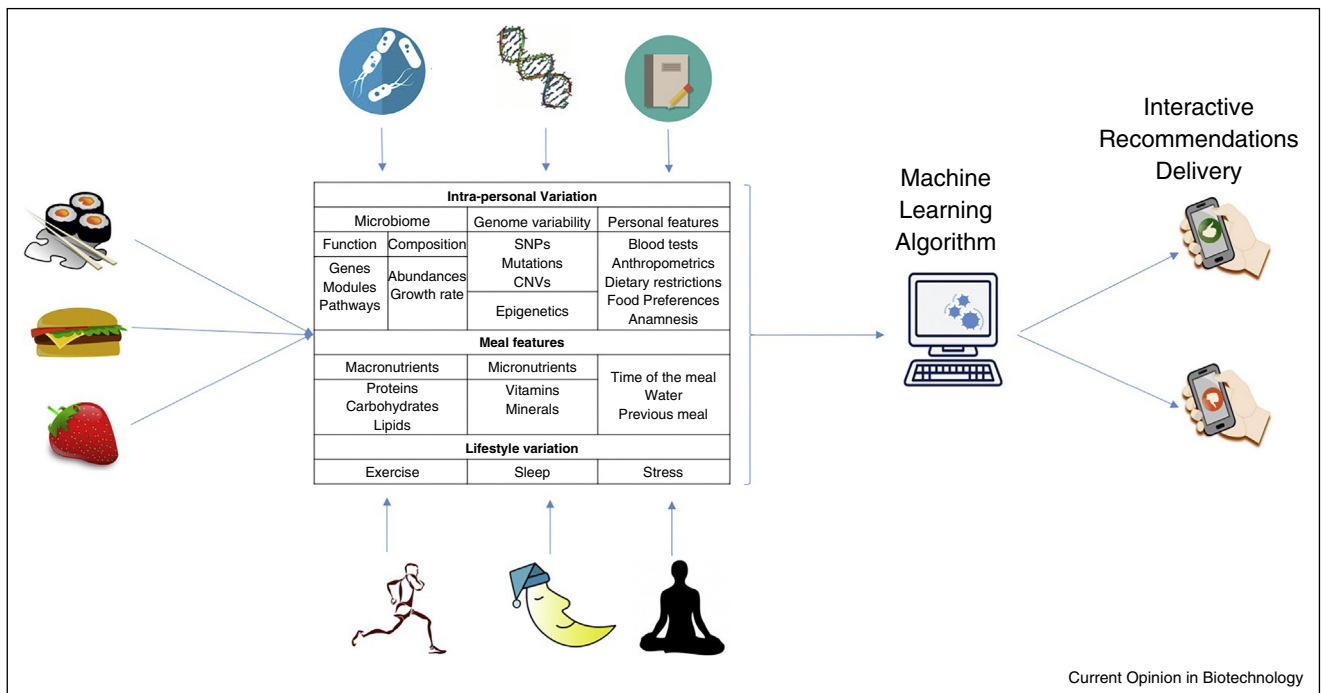 Interactive
Recommendations
Delivery
Machine
Learning
Algorithm
Intra-personal Variation
Microbiome
Genome variability
Personal features
Function
Composition
Genes
Modules
Pathways
Abundances
Growth rate
SNPs
Mutations
CNVs
Epigenetics
Blood tests
Anthropometrics
Dietary restrictions
Food Preferences
Anamnesis
Meal features
Macronutrients
Micronutrients
Proteins
Carbohydrates
Lipids
Vitamins
Minerals
Time of the meal
Water
Previous meal
Lifestyle variation
Exercise
Sleep
Stress
Current Opinion in Biotechnology